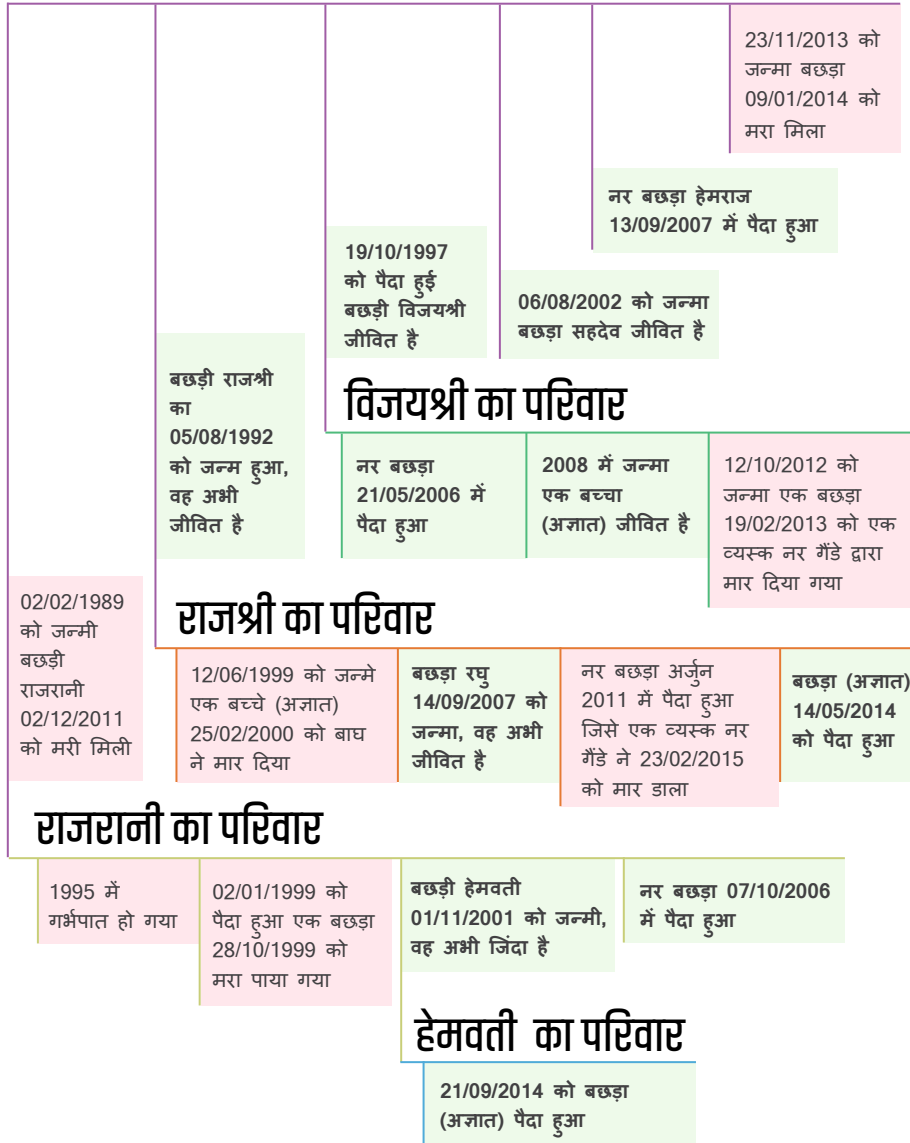 23/11/2013 को
जन्मा बछड़ा
09/01/2014 को
मरा मिला
नर बछड़ा हेमराज
13/09/2007 में पैदा हुआ
19/10/1997
को पैदा हुई
बछड़ी विजयश्री
जीवित है
06/08/2002 को जन्मा
बछड़ा सहदेव जीवित है
बछड़ी राजश्री
का
05/08/1992
को जन्म हुआ,
वह अभी
जीवित है
विजयश्री का परिवार
नर बछड़ा
21/05/2006 में
पैदा हुआ
2008 में जन्मा
एक बच्चा
(अज्ञात) जीवित है
12/10/2012 को
जन्मा एक बछड़ा
19/02/2013 को एक
व्यस्क नर गैंडे द्वारा
मार दिया गया
02/02/1989
को जन्मी
बछड़ी
राजरानी
02/12/2011
को मरी मिली
राजश्री का परिवार
12/06/1999 को जन्मे
एक बच्चे (अज्ञात)
25/02/2000 को बाघ
ने मार दिया
बछड़ा रघु
14/09/2007 को
जन्मा, वह अभी
जीवित है
नर बछड़ा अर्जुन
2011 में पैदा हुआ
जिसे एक व्यस्क नर
गैंडे ने 23/02/2015
को मार डाला
बछड़ा (अज्ञात)
14/05/2014
को पैदा हुआ
राजरानी का परिवार
1995 में
गर्भपात हो गया
02/01/1999 को
पैदा हुआ एक बछड़ा
28/10/1999 को
मरा पाया गया
बछड़ी हेमवती
01/11/2001 को जन्मी,
वह अभी जिंदा है
नर बछड़ा 07/10/2006
में पैदा हुआ
हेमवती का परिवार
21/09/2014 को बछड़ा
(अज्ञात) पैदा हुआ